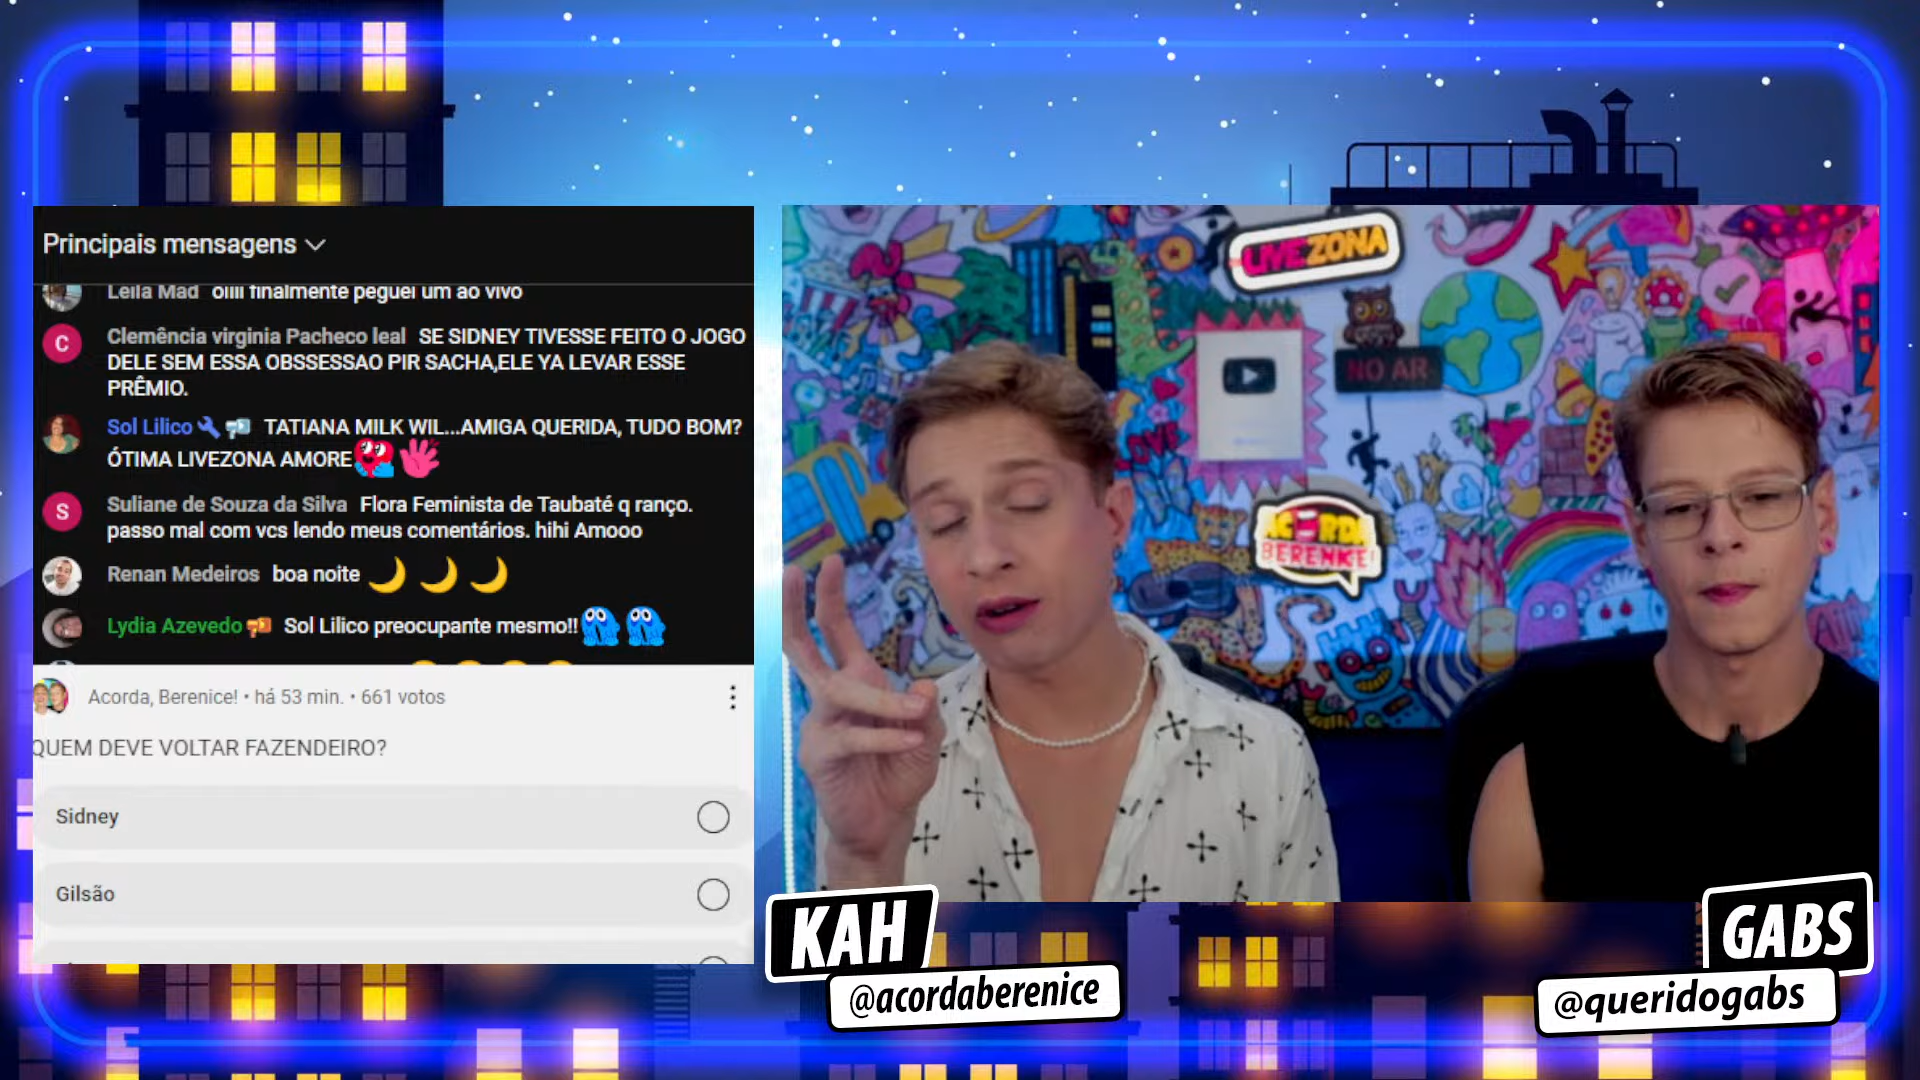 Principais mensagens
Leila Mad oiiii finalmente peguei um ao vivo
C
Clemência virginia Pacheco leal SE SIDNEY TIVESSE FEITO O JOGO
DELE SEM ESSA OBSSESSAO PIR SACHA,ELE YA LEVAR ESSE
PRÊMIO.
Sol Lilico TATIANA MILK WIL...AMIGA QUERIDA, TUDO BOM?
ÓTIMA LIVEZONA AMORE
S
Suliane de Souza da Silva Flora Feminista de Taubaté q ranço.
passo mal com vcs lendo meus comentários. hihi Amooo
Renan Medeiros boa noite 🌙 🌙 🌙
Lydia Azevedo Sol Lilico preocupante mesmo!!
Acorda, Berenice! • há 53 min. • 661 votos
QUEM DEVE VOLTAR FAZENDEIRO?
Sidney
Gilsão
LIVEZONA
NO AR
LOVE
ACORDA
BERENICE!
KAH
@acordaberenice
GABS
@queridogabs